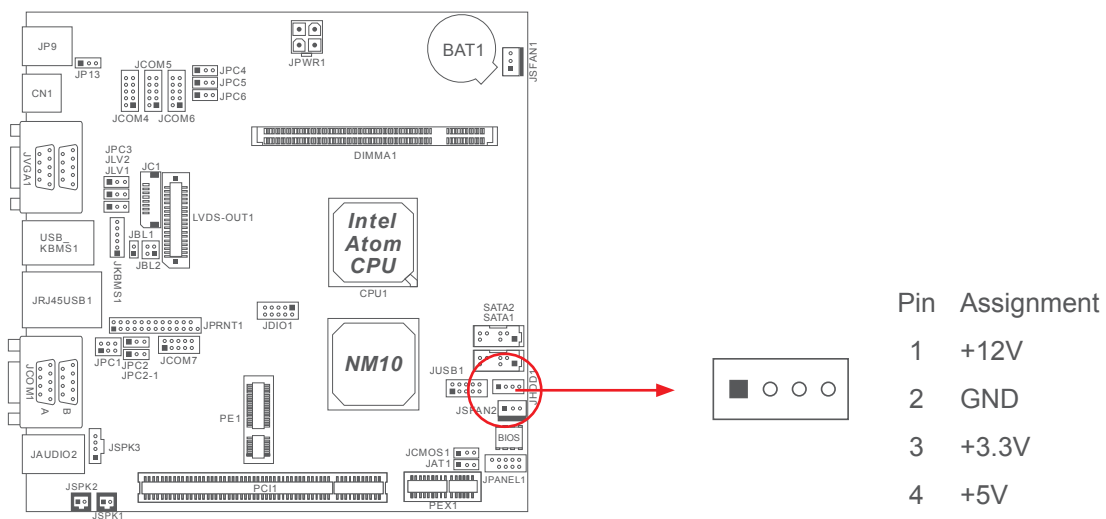 JP9
JP13
CN1
JCOM5
JCOM4
JCOM6
JPC4
JPC5
JPC6
JPWR1
BAT1
JSFAN1
DIMMA1
JVGA1
JPC3
JLV2
JLV1
JC1
LVDS-OUT1
USB_
KBMS1
JKBMS1
JBL1
JBL2
Intel
Atom
CPU
CPU1
JRJ45USB1
JPRNT1
JDIO1
SATA2
SATA1
JPC1
JPC2
JPC2-1
JCOM7
NM10
JCOM1
A
B
JUSB1
JSFAN2
PE1
BIOS
JAUDIO2
JSPK3
JCMOS1
JAT1
JPANEL1
JSPK2
JSPK1
PCI1
PEX1
Pin Assignment
1 +12V
2 GND
3 +3.3V
4 +5V